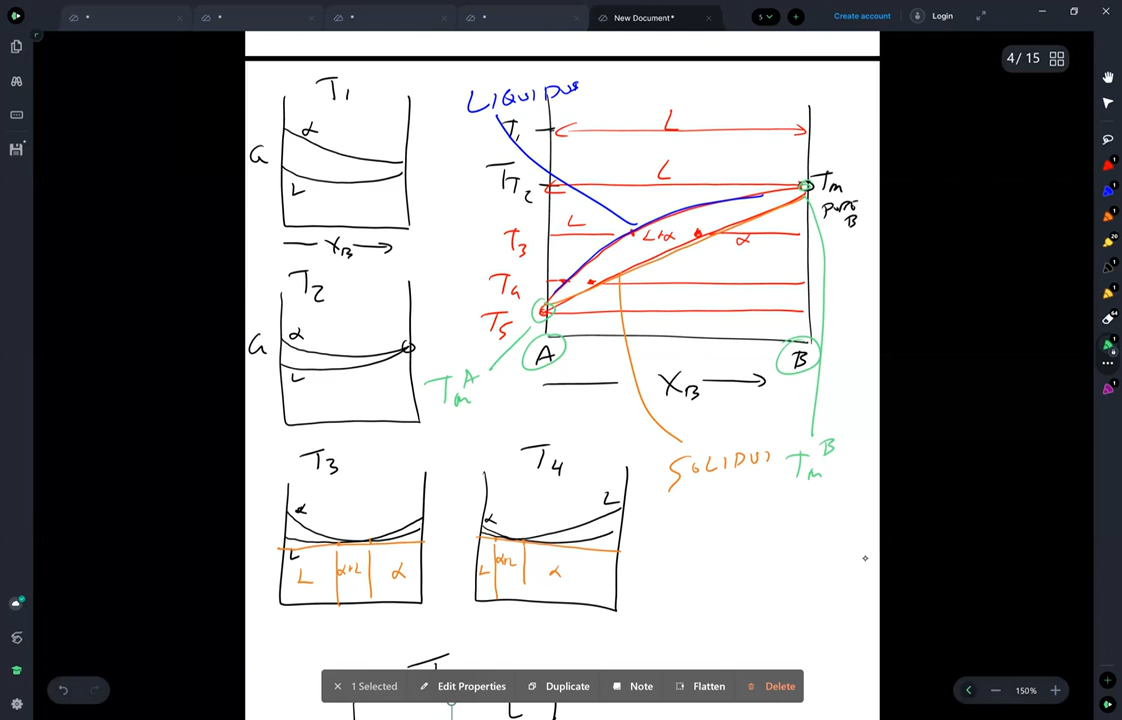 New Document*
5
Create account
Login
4 / 15
T1
α
G
L
XB
T2
α
G
L
T3
α
L
L
α+L
α
T4
α
L
L
α+L
α
LIQUIDUS
T1
L
T2
L
Tm
pure
B
T3
L
L+α
α
T4
T5
A
B
XB
TmA
SOLIDUS
TmB
L
1 Selected
Edit Properties
Duplicate
Note
Flatten
Delete
150%